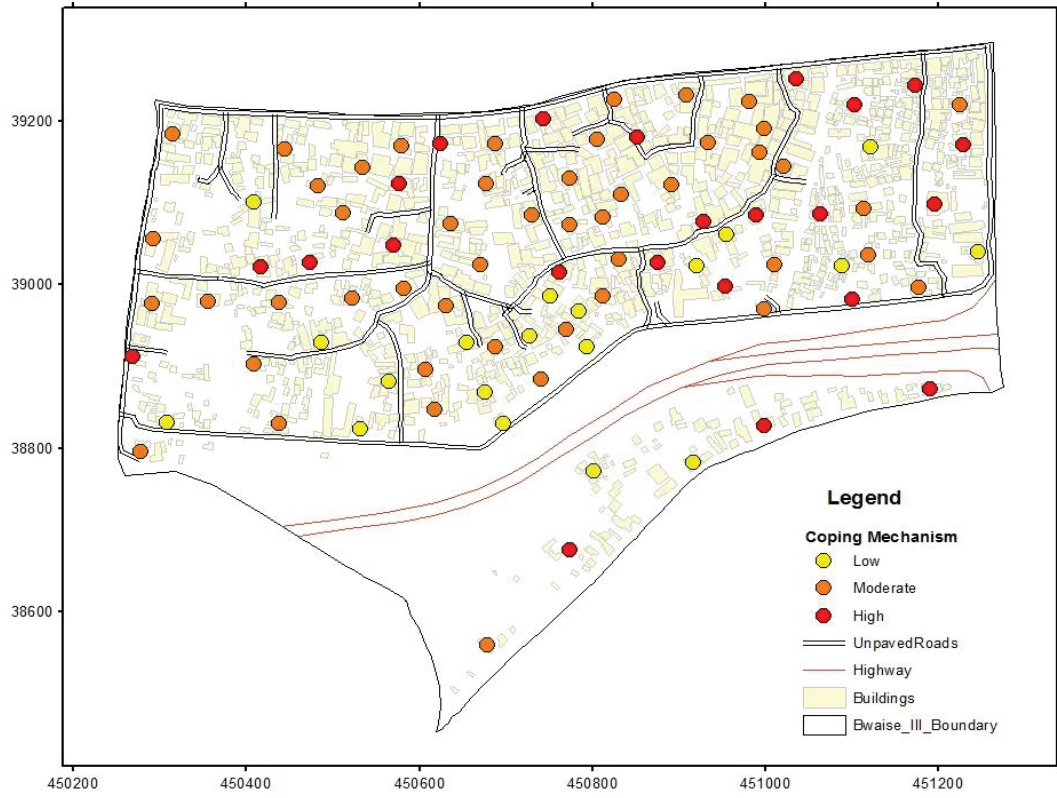 39200
39000
38800
38600
Legend
Coping Mechanism
Low
Moderate
High
UnpavedRoads
Highway
Buildings
Bwaise_III_Boundary
450200 450400 450600 450800 451000 451200